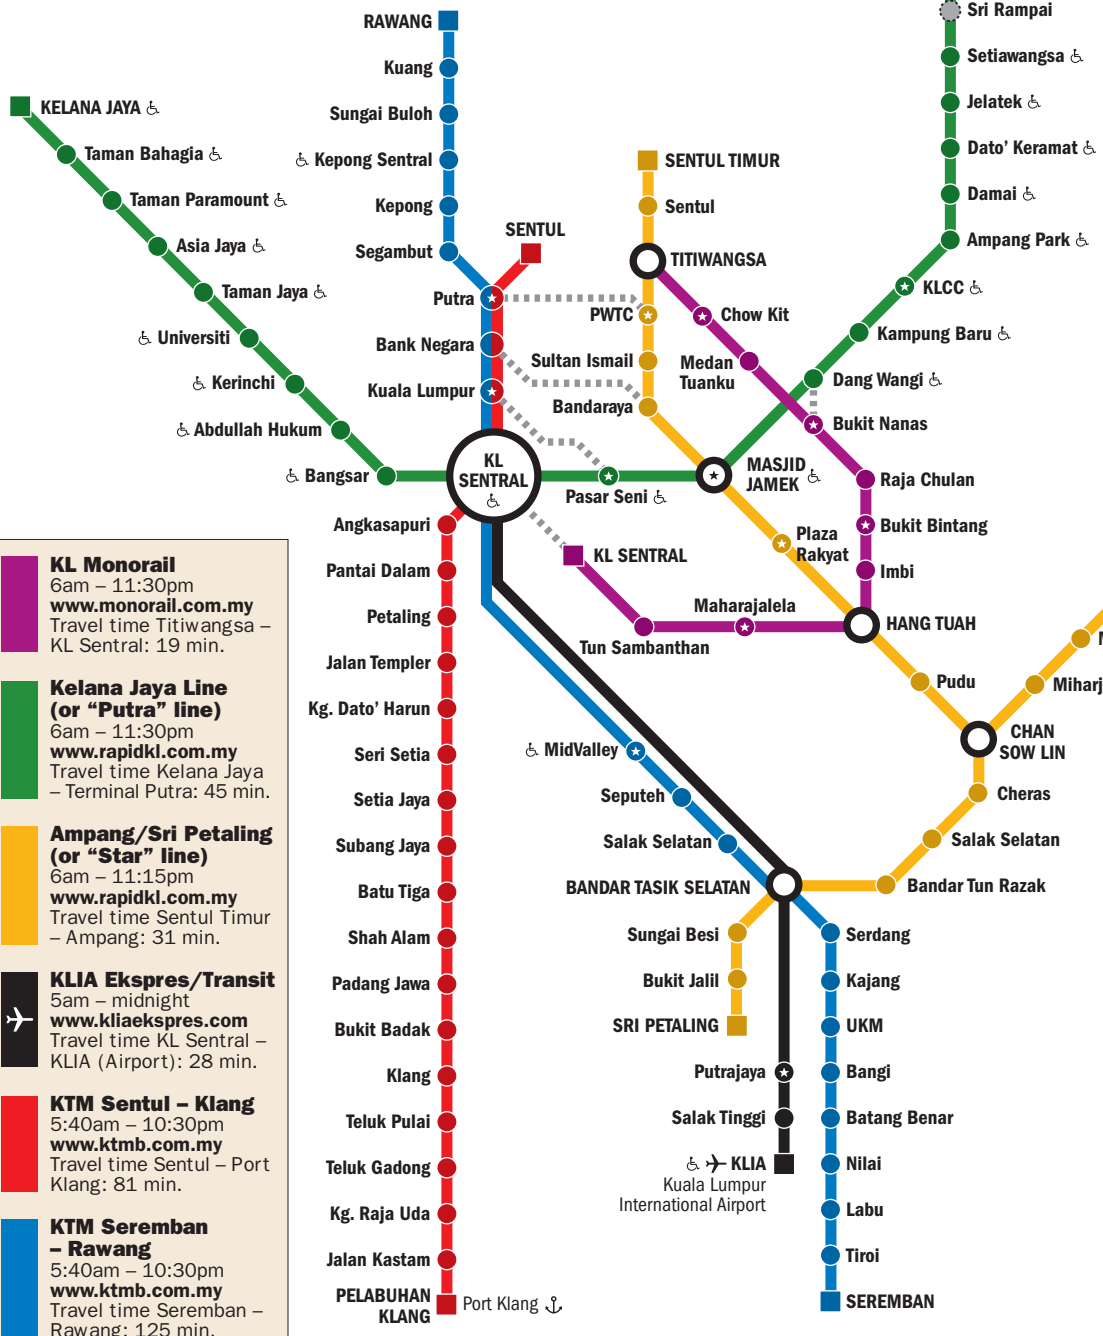 RAWANG
Kuang
Sungai Buloh
Kepong Sentral
Kepong
Segambut
SENTUL
Putra
Bank Negara
Kuala Lumpur
KELANA JAYA
Taman Bahagia
Taman Paramount
Asia Jaya
Taman Jaya
Universiti
Kerinchi
Abdullah Hukum
Bangsar
KL
SENTRAL
Pasar Seni
MASJID
JAMEK
Dang Wangi
Kampung Baru
KLCC
Ampang Park
Damai
Dato’ Keramat
Jelatek
Setiawangsa
Sri Rampai
SENTUL TIMUR
Sentul
TITIWANGSA
PWTC
Sultan Ismail
Bandaraya
Chow Kit
Medan
Tuanku
Bukit Nanas
Raja Chulan
Bukit Bintang
Imbi
HANG TUAH
Maharajalela
Tun Sambanthan
KL SENTRAL
Plaza
Rakyat
Pudu
CHAN
SOW LIN
Miharj
Cheras
Salak Selatan
Bandar Tun Razak
BANDAR TASIK SELATAN
Sungai Besi
Bukit Jalil
SRI PETALING
MidValley
Seputeh
Salak Selatan
Serdang
Kajang
UKM
Bangi
Batang Benar
Nilai
Labu
Tiroi
SEREMBAN
Putrajaya
Salak Tinggi
KLIA
Kuala Lumpur
International Airport
Angkasapuri
Pantai Dalam
Petaling
Jalan Templer
Kg. Dato’ Harun
Seri Setia
Setia Jaya
Subang Jaya
Batu Tiga
Shah Alam
Padang Jawa
Bukit Badak
Klang
Teluk Pulai
Teluk Gadong
Kg. Raja Uda
Jalan Kastam
PELABUHAN
KLANG
Port Klang
KL Monorail
6am – 11:30pm
www.monorail.com.my
Travel time Titiwangsa –
KL Sentral: 19 min.
Kelana Jaya Line
(or “Putra” line)
6am – 11:30pm
www.rapidkl.com.my
Travel time Kelana Jaya
– Terminal Putra: 45 min.
Ampang/Sri Petaling
(or “Star” line)
6am – 11:15pm
www.rapidkl.com.my
Travel time Sentul Timur
– Ampang: 31 min.
KLIA Ekspres/Transit
5am – midnight
www.kliaekspres.com
Travel time KL Sentral –
KLIA (Airport): 28 min.
KTM Sentul – Klang
5:40am – 10:30pm
www.ktmb.com.my
Travel time Sentul – Port
Klang: 81 min.
KTM Seremban
– Rawang
5:40am – 10:30pm
www.ktmb.com.my
Travel time Seremban –
Rawang: 125 min.